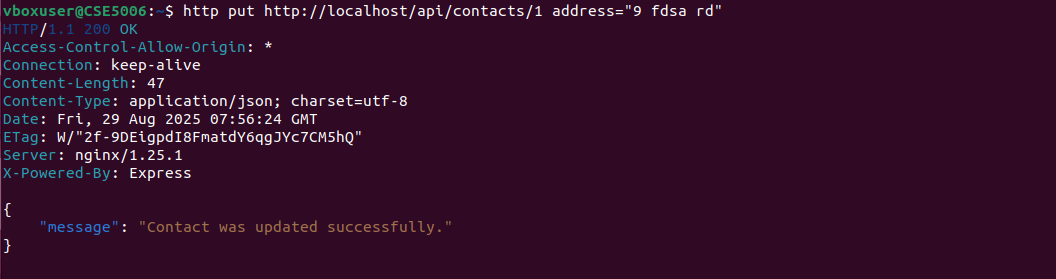 vboxuser@CSE5006:~$ http put http://localhost/api/contacts/1 address="9 fdsa rd"
HTTP/1.1 200 OK
Access-Control-Allow-Origin: *
Connection: keep-alive
Content-Length: 47
Content-Type: application/json; charset=utf-8
Date: Fri, 29 Aug 2025 07:56:24 GMT
ETag: W/"2f-9DEigpdI8FmatdY6qgJYc7CM5hQ"
Server: nginx/1.25.1
X-Powered-By: Express
{
    "message": "Contact was updated successfully."
}